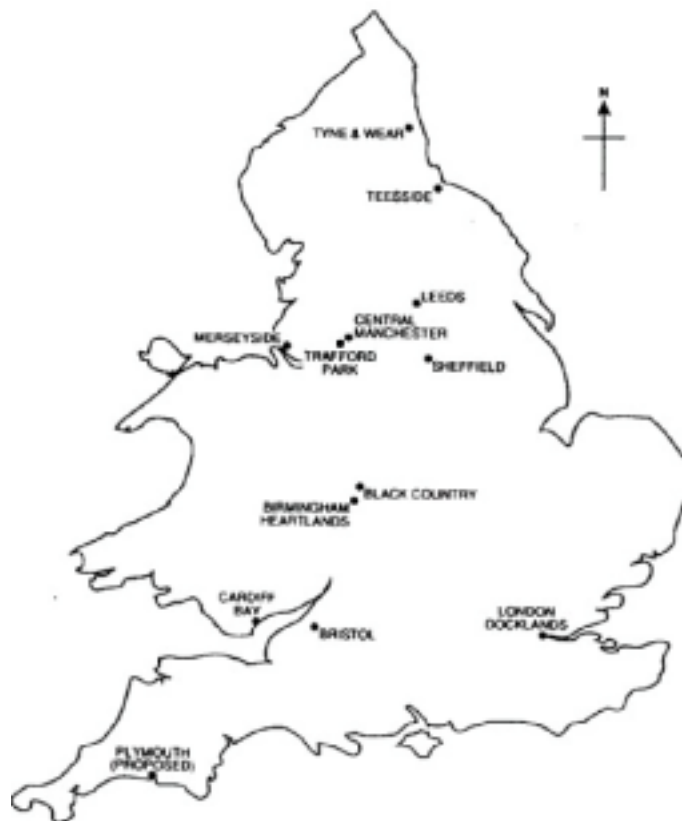 N
TYNE & WEAR
TEESSIDE
LEEDS
CENTRAL
MANCHESTER
MERSEYSIDE
TRAFFORD
PARK
SHEFFIELD
BLACK COUNTRY
BIRMINGHAM
HEARTLANDS
CARDIFF
BAY
BRISTOL
LONDON
DOCKLANDS
PLYMOUTH
(PROPOSED)